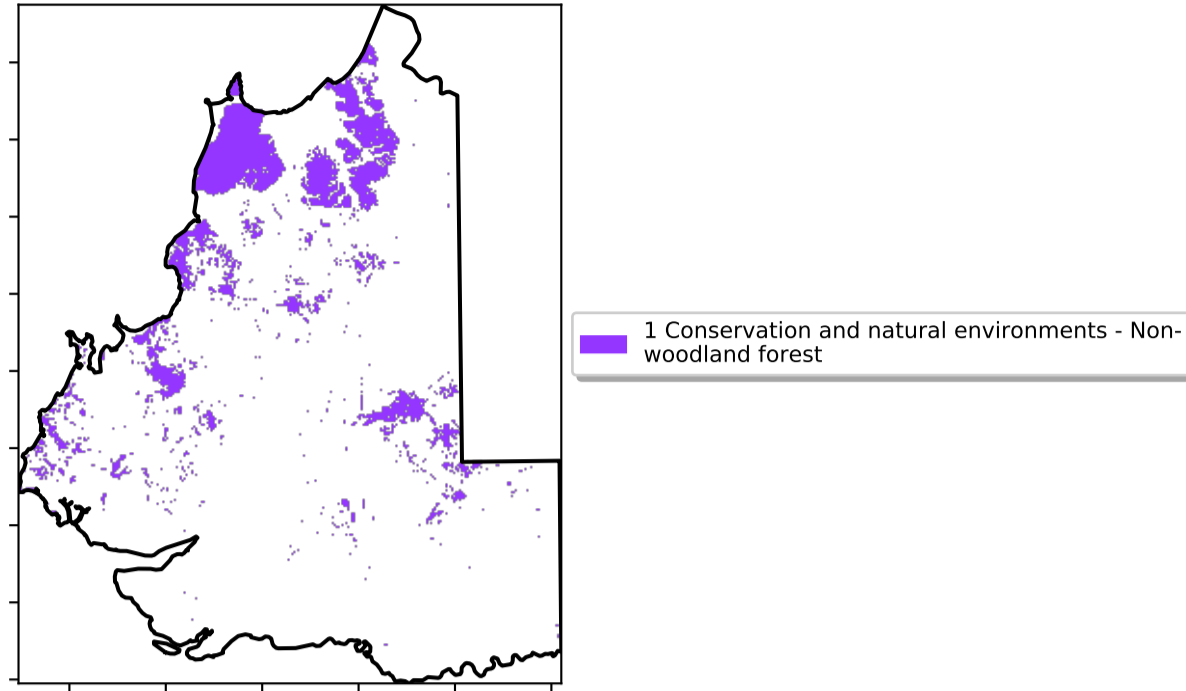 1 Conservation and natural environments - Non-
woodland forest